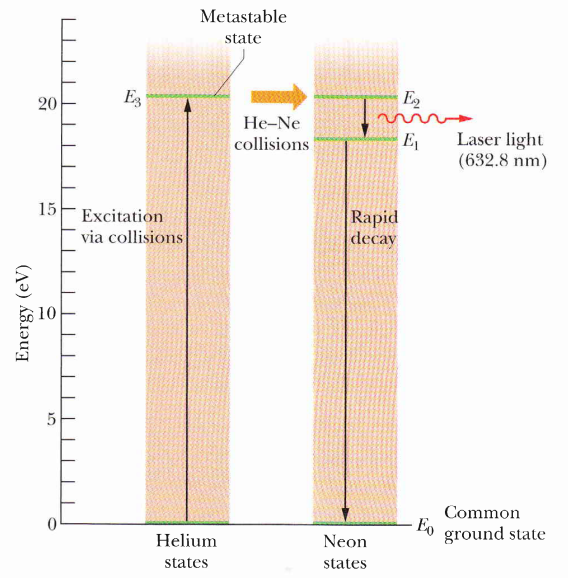 Metastable
state
E3
He–Ne
collisions
E2
E1
Laser light
(632.8 nm)
Excitation
via collisions
Rapid
decay
Energy (eV)
20
15
10
5
0
E0
Common
ground state
Helium
states
Neon
states